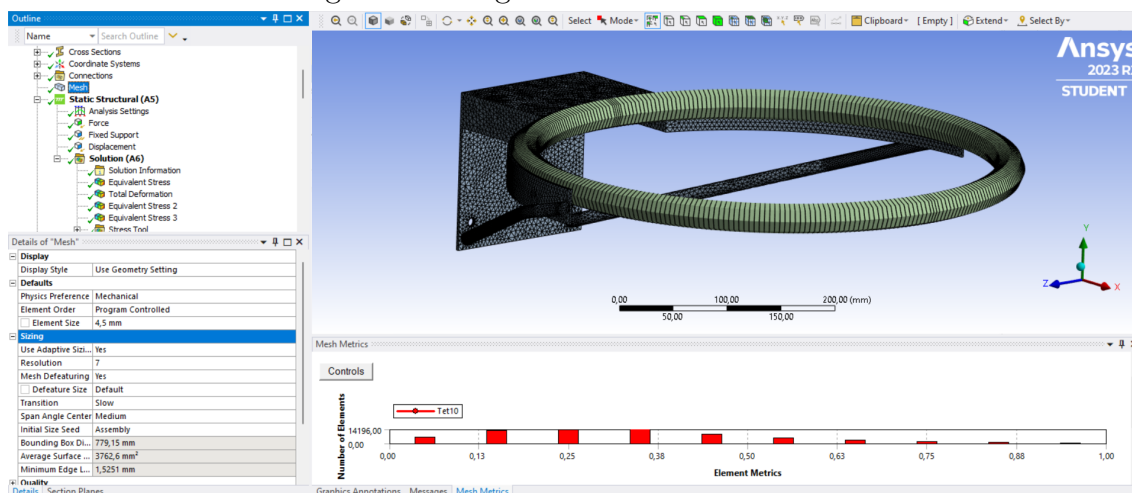 Outline
Name Search Outline
Cross Sections
Coordinate Systems
Connections
Mesh
Static Structural (A5)
Analysis Settings
Force
Fixed Support
Displacement
Solution (A6)
Solution Information
Equivalent Stress
Total Deformation
Equivalent Stress 2
Equivalent Stress 3
Stress Tool
Details of "Mesh"
Display
Display Style Use Geometry Setting
Defaults
Physics Preference Mechanical
Element Order Program Controlled
Element Size 4,5 mm
Sizing
Use Adaptive Sizi... Yes
Resolution 7
Mesh Defeaturing Yes
Defeature Size Default
Transition Slow
Span Angle Center Medium
Initial Size Seed Assembly
Bounding Box Di... 779,15 mm
Average Surface ... 3762,6 mm²
Minimum Edge L... 1,5251 mm
Quality
Details Section Planes
Select Mode Clipboard [ Empty ] Extend Select By
Ansys
2023 R
STUDENT
Y
Z
X
0,00 100,00 200,00 (mm)
50,00 150,00
Mesh Metrics
Controls
Tet10
Number of Elements
14196,00
0,00
0,00 0,13 0,25 0,38 0,50 0,63 0,75 0,88 1,00
Element Metrics
Graphics Annotations Messages Mesh Metrics